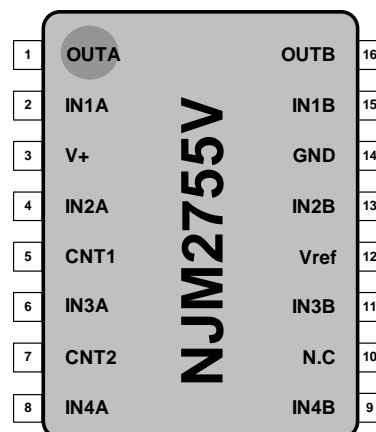 1 OUTA OUTB 16
2 IN1A IN1B 15
3 V+ GND 14
4 IN2A IN2B 13
5 CNT1 Vref 12
6 IN3A IN3B 11
7 CNT2 N.C 10
8 IN4A IN4B 9
NJM2755V